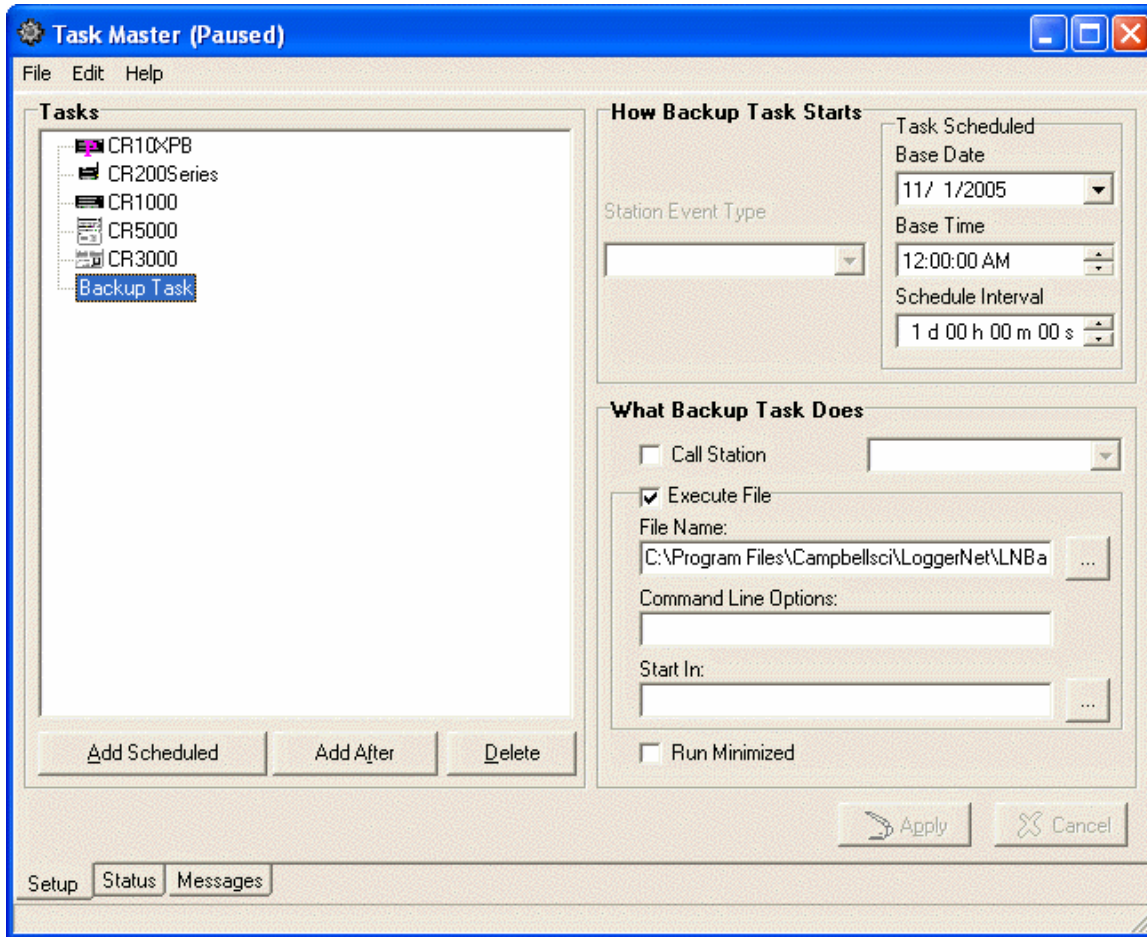 Task Master (Paused)
File Edit Help
Tasks
CR10XPB
CR200Series
CR1000
CR5000
CR3000
Backup Task
Add Scheduled Add After Delete
How Backup Task Starts
Station Event Type
Task Scheduled
Base Date
11/ 1/2005
Base Time
12:00:00 AM
Schedule Interval
1 d 00 h 00 m 00 s
What Backup Task Does
Call Station
Execute File
File Name:
C:\Program Files\Campbellsci\LoggerNet\LNBa
...
Command Line Options:
Start In:
...
Run Minimized
Apply Cancel
Setup Status Messages